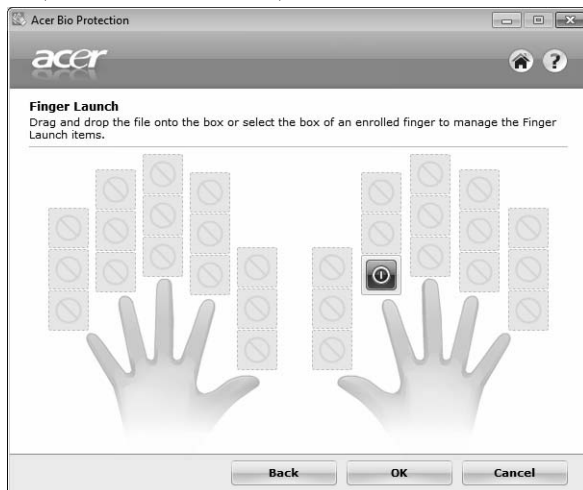 Acer Bio Protection
acer
?
Finger Launch
Drag and drop the file onto the box or select the box of an enrolled finger to manage the Finger
Launch items.
Back OK Cancel